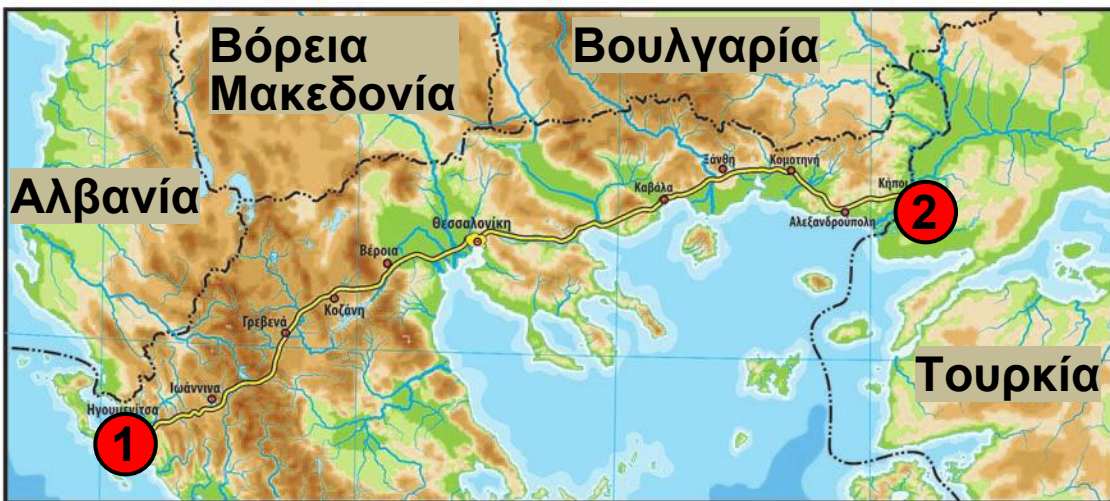 Βόρεια
Μακεδονία
Βουλγαρία
Αλβανία
Ξάνθη
Κομοτηνή
Καβάλα
Κήποι
2
Αλεξανδρούπολη
Θεσσαλονίκη
Βέροια
Κοζάνη
Γρεβενά
Τουρκία
Ιωάννινα
Ηγουμενίτσα
1